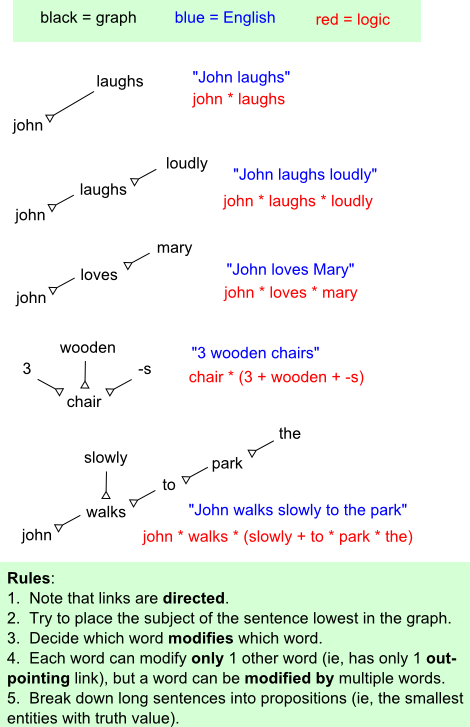 black = graph blue = English red = logic
laughs
"John laughs"
john * laughs
john
loudly
"John laughs loudly"
laughs
john * laughs * loudly
john
mary
"John loves Mary"
loves
john * loves * mary
john
wooden
"3 wooden chairs"
3
-s
chair * (3 + wooden + -s)
chair
the
slowly
park
to
walks
"John walks slowly to the park"
john
john * walks * (slowly + to * park * the)
Rules:
1. Note that links are directed.
2. Try to place the subject of the sentence lowest in the graph.
3. Decide which word modifies which word.
4. Each word can modify only 1 other word (ie, has only 1 out-
pointing link), but a word can be modified by multiple words.
5. Break down long sentences into propositions (ie, the smallest
entities with truth value).